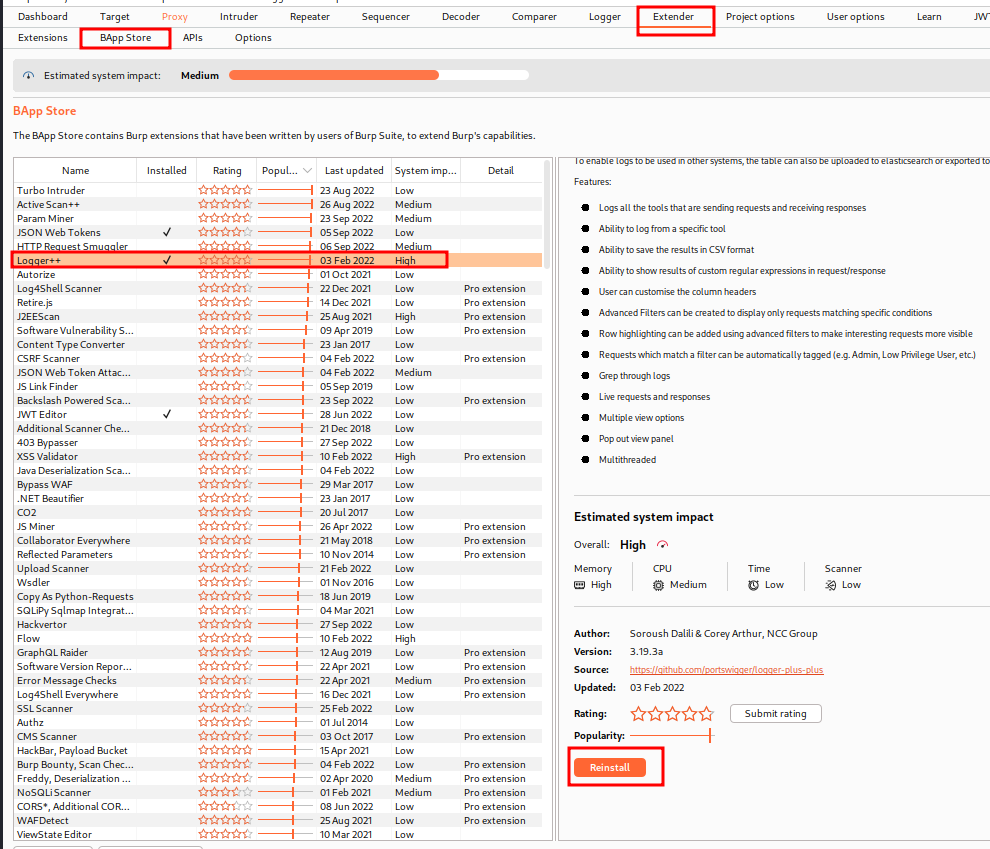 Dashboard Target Proxy Intruder Repeater Sequencer Decoder Comparer Logger Extender Project options User options Learn JWT
Extensions BApp Store APIs Options
Estimated system impact: Medium
BApp Store
The BApp Store contains Burp extensions that have been written by users of Burp Suite, to extend Burp's capabilities.
Name Installed Rating Popul... Last updated System imp... Detail
Turbo Intruder 23 Aug 2022 Low
Active Scan++ 26 Aug 2022 Medium
Param Miner 23 Sep 2022 Medium
JSON Web Tokens ✓ 05 Sep 2022 Low
HTTP Request Smuggler 06 Sep 2022 Medium
Logger++ ✓ 03 Feb 2022 High
Autorize 01 Oct 2021 Low
Log4Shell Scanner 22 Dec 2021 Low Pro extension
Retire.js 14 Dec 2021 Low Pro extension
J2EEScan 25 Aug 2021 High Pro extension
Software Vulnerability S... 09 Apr 2019 Low Pro extension
Content Type Converter 23 Jan 2017 Low
CSRF Scanner 04 Feb 2022 Low Pro extension
JSON Web Token Attac... 04 Feb 2022 Medium
JS Link Finder 05 Sep 2019 Low
Backslash Powered Sca... 23 Sep 2022 Low Pro extension
JWT Editor ✓ 28 Jun 2022 Low
Additional Scanner Che... 21 Dec 2018 Low
403 Bypasser 27 Sep 2022 Low
XSS Validator 10 Feb 2022 High Pro extension
Java Deserialization Sca... 04 Feb 2022 Low
Bypass WAF 29 Mar 2017 Low
.NET Beautifier 23 Jan 2017 Low
CO2 20 Jul 2017 Low
JS Miner 26 Apr 2022 Low Pro extension
Collaborator Everywhere 21 May 2018 Low Pro extension
Reflected Parameters 10 Nov 2014 Low Pro extension
Upload Scanner 21 Feb 2022 Low
Wsdler 01 Nov 2016 Low
Copy As Python-Requests 18 Jun 2019 Low
SQLiPy Sqlmap Integrat... 04 Mar 2021 Low
Hackvertor 27 Sep 2022 Low
Flow 10 Feb 2022 High
GraphQL Raider 12 Aug 2019 Low Pro extension
Software Version Repor... 22 Apr 2021 Low Pro extension
Error Message Checks 22 Apr 2021 Medium Pro extension
Log4Shell Everywhere 16 Dec 2021 Low Pro extension
SSL Scanner 25 Feb 2022 Low
Authz 01 Jul 2014 Low
CMS Scanner 03 Oct 2017 Low Pro extension
HackBar, Payload Bucket 15 Apr 2021 Low
Burp Bounty, Scan Chec... 04 Feb 2022 Low Pro extension
Freddy, Deserialization ... 02 Apr 2020 Medium Pro extension
NoSQLi Scanner 01 Feb 2021 Medium Pro extension
CORS*, Additional COR... 08 Jun 2022 Low Pro extension
WAFDetect 25 Aug 2021 Low Pro extension
ViewState Editor 10 Mar 2021 Low
To enable logs to be used in other systems, the table can also be uploaded to elasticsearch or exported to
Features:
Logs all the tools that are sending requests and receiving responses
Ability to log from a specific tool
Ability to save the results in CSV format
Ability to show results of custom regular expressions in request/response
User can customise the column headers
Advanced Filters can be created to display only requests matching specific conditions
Row highlighting can be added using advanced filters to make interesting requests more visible
Requests which match a filter can be automatically tagged (e.g. Admin, Low Privilege User, etc.)
Grep through logs
Live requests and responses
Multiple view options
Pop out view panel
Multithreaded
Estimated system impact
Overall: High
Memory CPU Time Scanner
High Medium Low Low
Author: Soroush Dalili & Corey Arthur, NCC Group
Version: 3.19.3a
Source: https://github.com/portswigger/logger-plus-plus
Updated: 03 Feb 2022
Rating: Submit rating
Popularity:
Reinstall